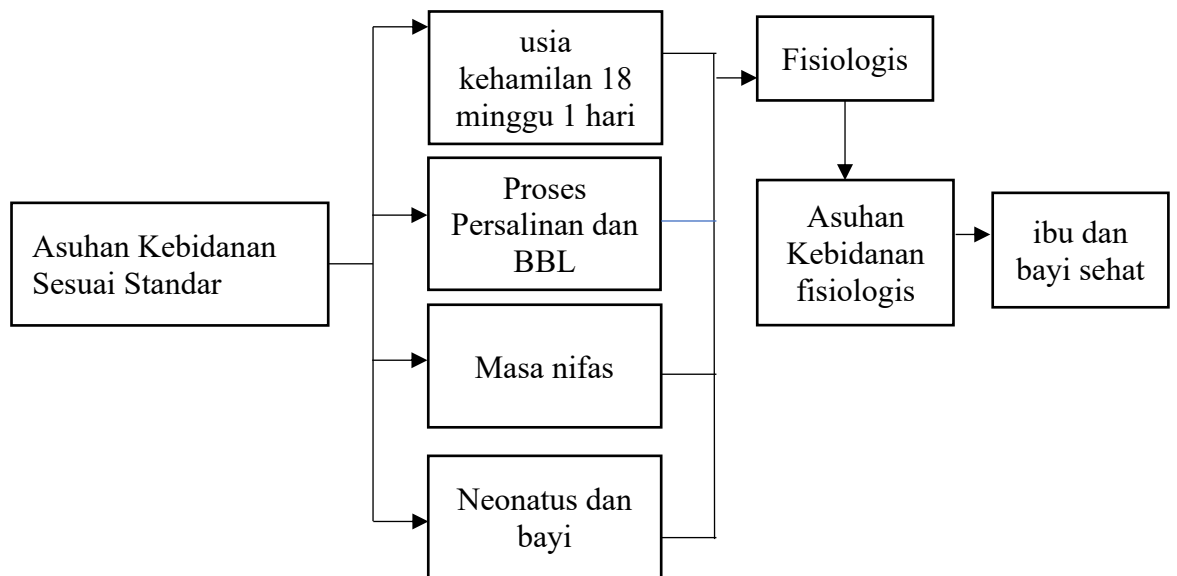 Asuhan Kebidanan
Sesuai Standar
usia
kehamilan 18
minggu 1 hari
Proses
Persalinan dan
BBL
Masa nifas
Neonatus dan
bayi
Fisiologis
Asuhan
Kebidanan
fisiologis
ibu dan
bayi sehat